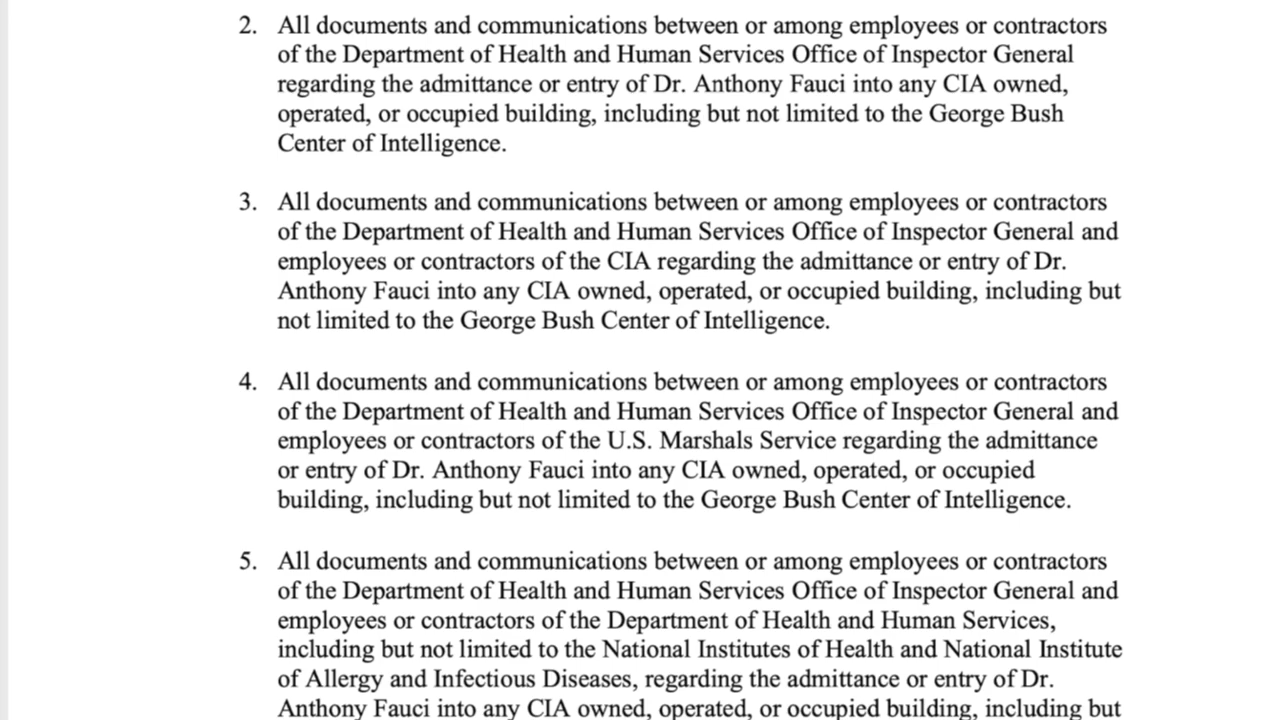 2. All documents and communications between or among employees or contractors
of the Department of Health and Human Services Office of Inspector General
regarding the admittance or entry of Dr. Anthony Fauci into any CIA owned,
operated, or occupied building, including but not limited to the George Bush
Center of Intelligence.
3. All documents and communications between or among employees or contractors
of the Department of Health and Human Services Office of Inspector General and
employees or contractors of the CIA regarding the admittance or entry of Dr.
Anthony Fauci into any CIA owned, operated, or occupied building, including but
not limited to the George Bush Center of Intelligence.
4. All documents and communications between or among employees or contractors
of the Department of Health and Human Services Office of Inspector General and
employees or contractors of the U.S. Marshals Service regarding the admittance
or entry of Dr. Anthony Fauci into any CIA owned, operated, or occupied
building, including but not limited to the George Bush Center of Intelligence.
5. All documents and communications between or among employees or contractors
of the Department of Health and Human Services Office of Inspector General and
employees or contractors of the Department of Health and Human Services,
including but not limited to the National Institutes of Health and National Institute
of Allergy and Infectious Diseases, regarding the admittance or entry of Dr.
Anthony Fauci into any CIA owned, operated, or occupied building, including but